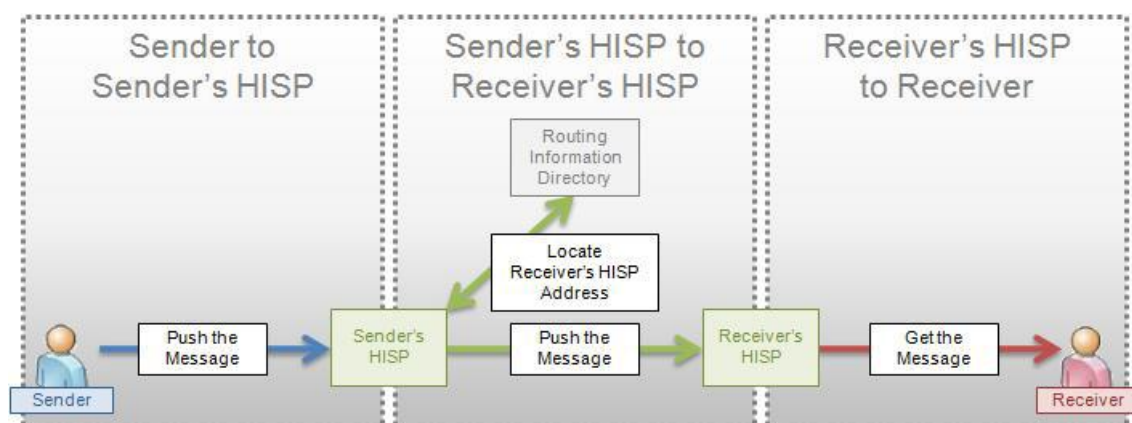 Sender to
Sender's HISP
Sender's HISP to
Receiver's HISP
Receiver's HISP
to Receiver
Routing
Information
Directory
Locate
Receiver's HISP
Address
Push the
Message
Sender's
HISP
Push the
Message
Receiver's
HISP
Get the
Message
Sender
Receiver